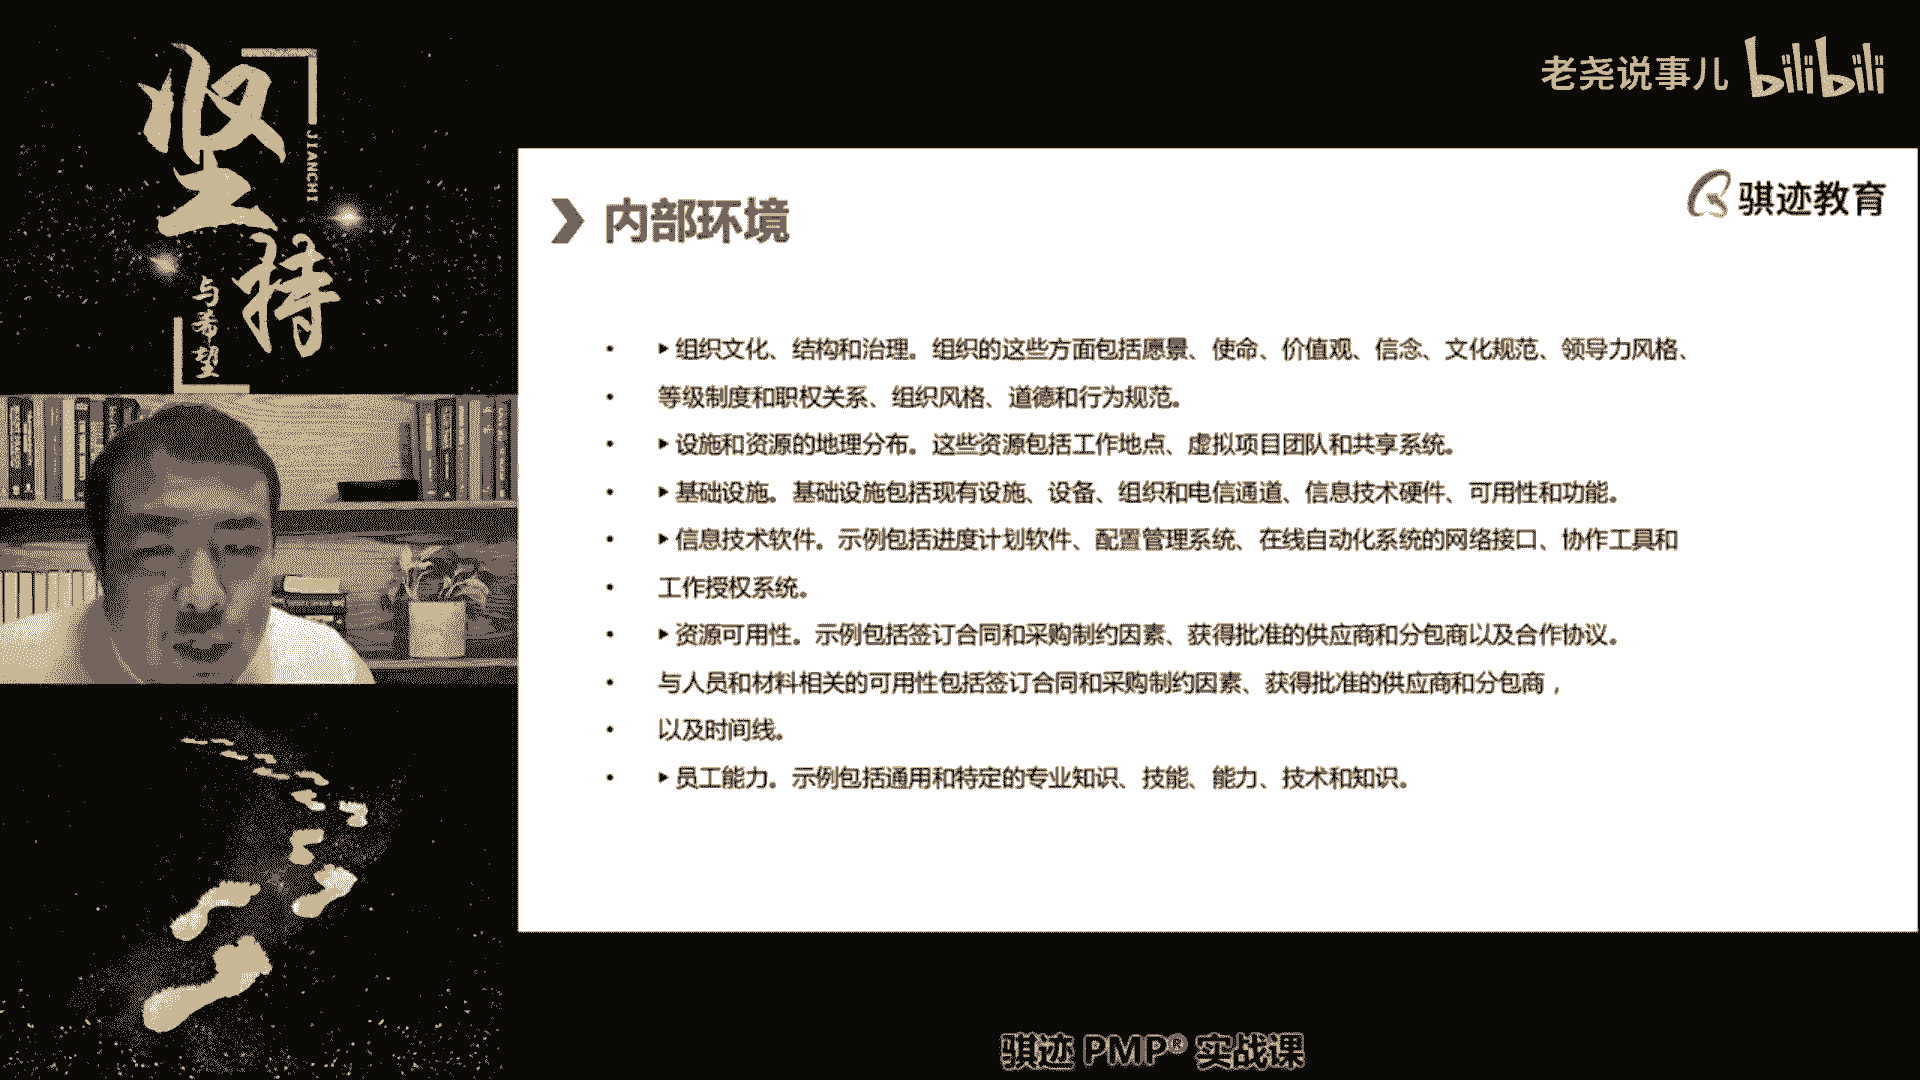 坚持
JIANCHI
与希望
老尧说事儿 bilibili
骐迹教育
内部环境
• ▸组织文化、结构和治理。组织的这些方面包括愿景、使命、价值观、信念、文化规范、领导力风格、
• 等级制度和职权关系、组织风格、道德和行为规范。
• ▸设施和资源的地理分布。这些资源包括工作地点、虚拟项目团队和共享系统。
• ▸基础设施。基础设施包括现有设施、设备、组织和电信通道、信息技术硬件、可用性和功能。
• ▸信息技术软件。示例包括进度计划软件、配置管理系统、在线自动化系统的网络接口、协作工具和
• 工作授权系统。
• ▸资源可用性。示例包括签订合同和采购制约因素、获得批准的供应商和分包商以及合作协议。
• 与人员和材料相关的可用性包括签订合同和采购制约因素、获得批准的供应商和分包商，
• 以及时间线。
• ▸员工能力。示例包括通用和特定的专业知识、技能、能力、技术和知识。
骐迹 PMP® 实战课